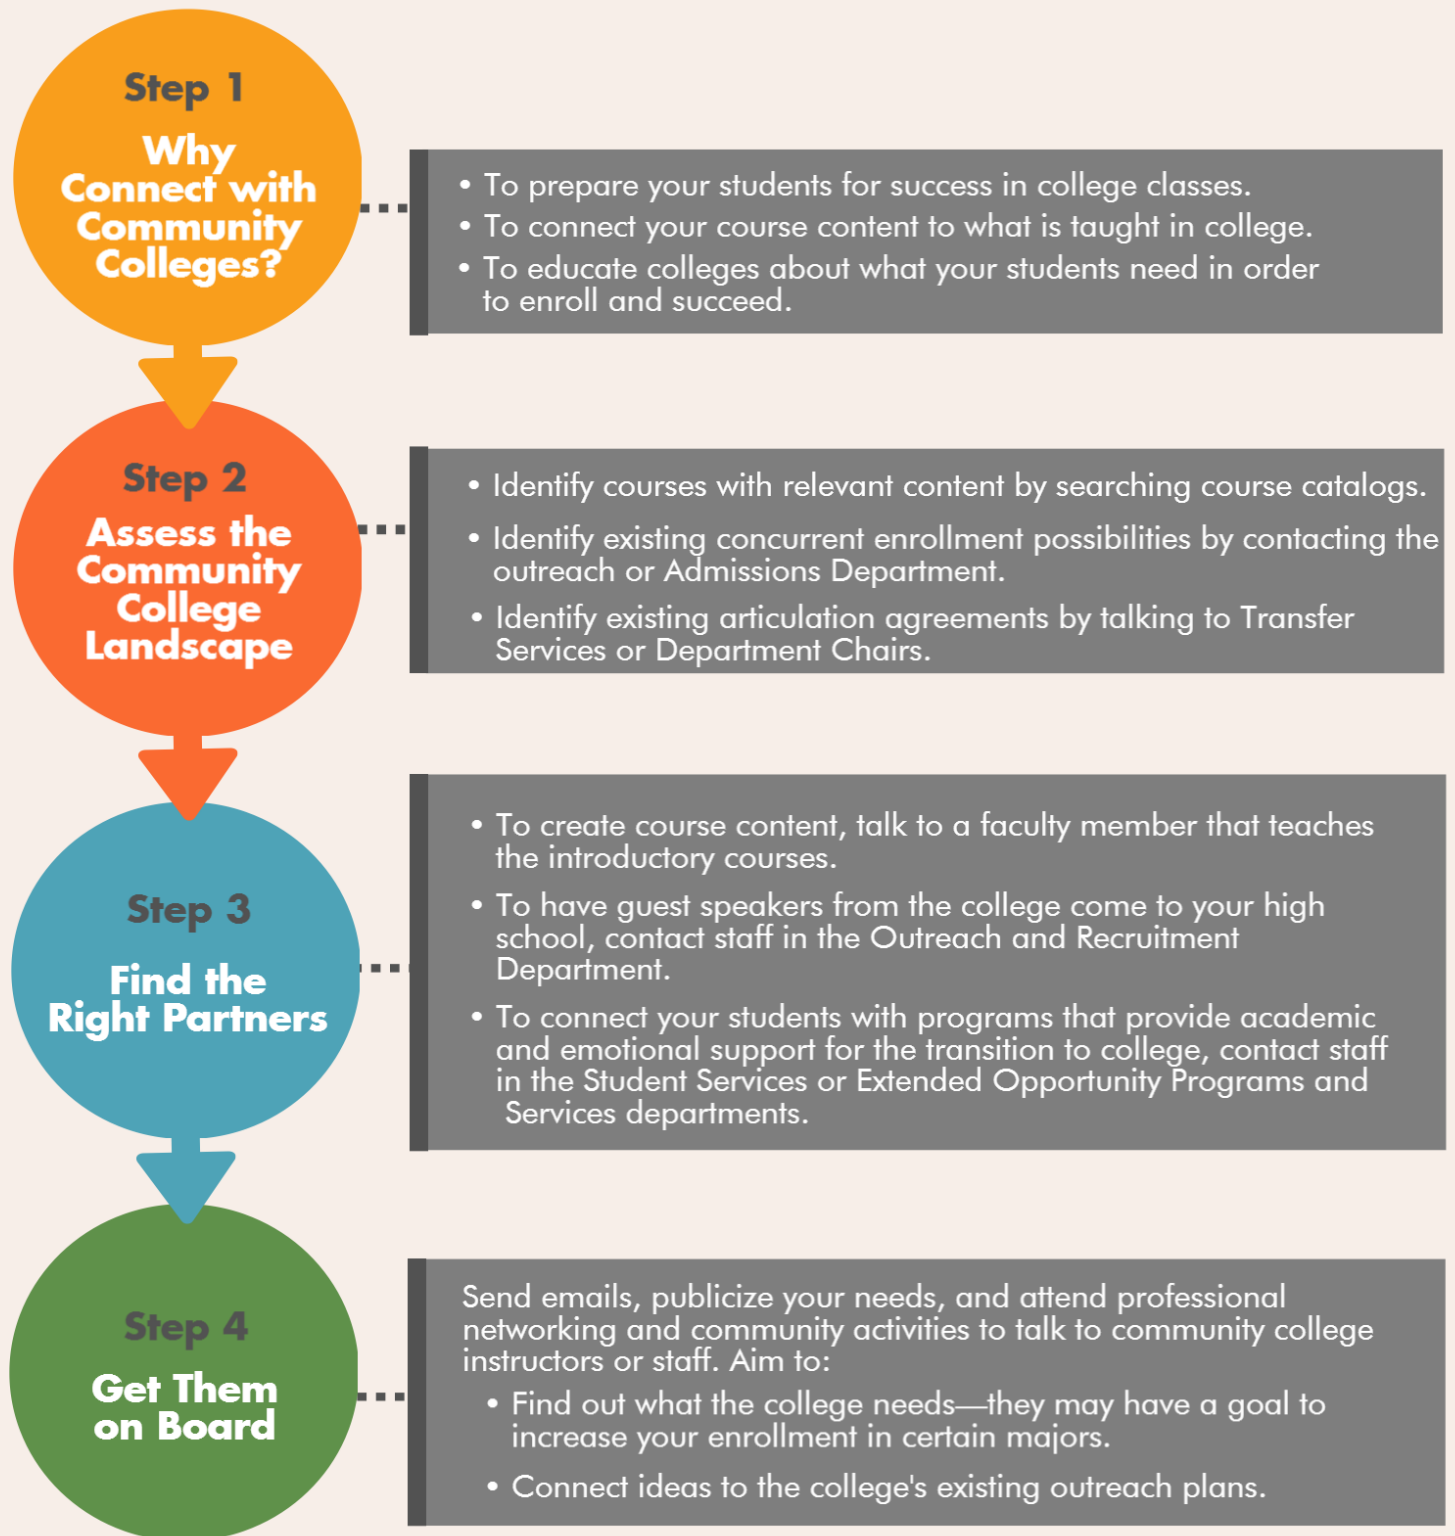 Step 1
Why
Connect with
Community
Colleges?
• To prepare your students for success in college classes.
• To connect your course content to what is taught in college.
• To educate colleges about what your students need in order
to enroll and succeed.
Step 2
Assess the
Community
College
Landscape
• Identify courses with relevant content by searching course catalogs.
• Identify existing concurrent enrollment possibilities by contacting the
outreach or Admissions Department.
• Identify existing articulation agreements by talking to Transfer
Services or Department Chairs.
Step 3
Find the
Right Partners
• To create course content, talk to a faculty member that teaches
the introductory courses.
• To have guest speakers from the college come to your high
school, contact staff in the Outreach and Recruitment
Department.
• To connect your students with programs that provide academic
and emotional support for the transition to college, contact staff
in the Student Services or Extended Opportunity Programs and
Services departments.
Step 4
Get Them
on Board
Send emails, publicize your needs, and attend professional
networking and community activities to talk to community college
instructors or staff. Aim to:
• Find out what the college needs—they may have a goal to
increase your enrollment in certain majors.
• Connect ideas to the college's existing outreach plans.